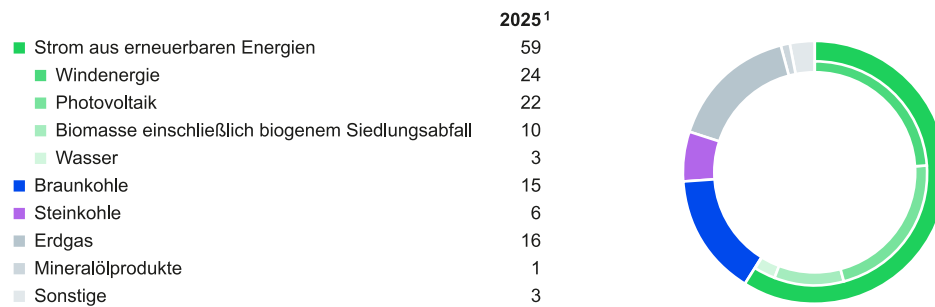 2025¹
Strom aus erneuerbaren Energien 59
Windenergie 24
Photovoltaik 22
Biomasse einschließlich biogenem Siedlungsabfall 10
Wasser 3
Braunkohle 15
Steinkohle 6
Erdgas 16
Mineralölprodukte 1
Sonstige 3